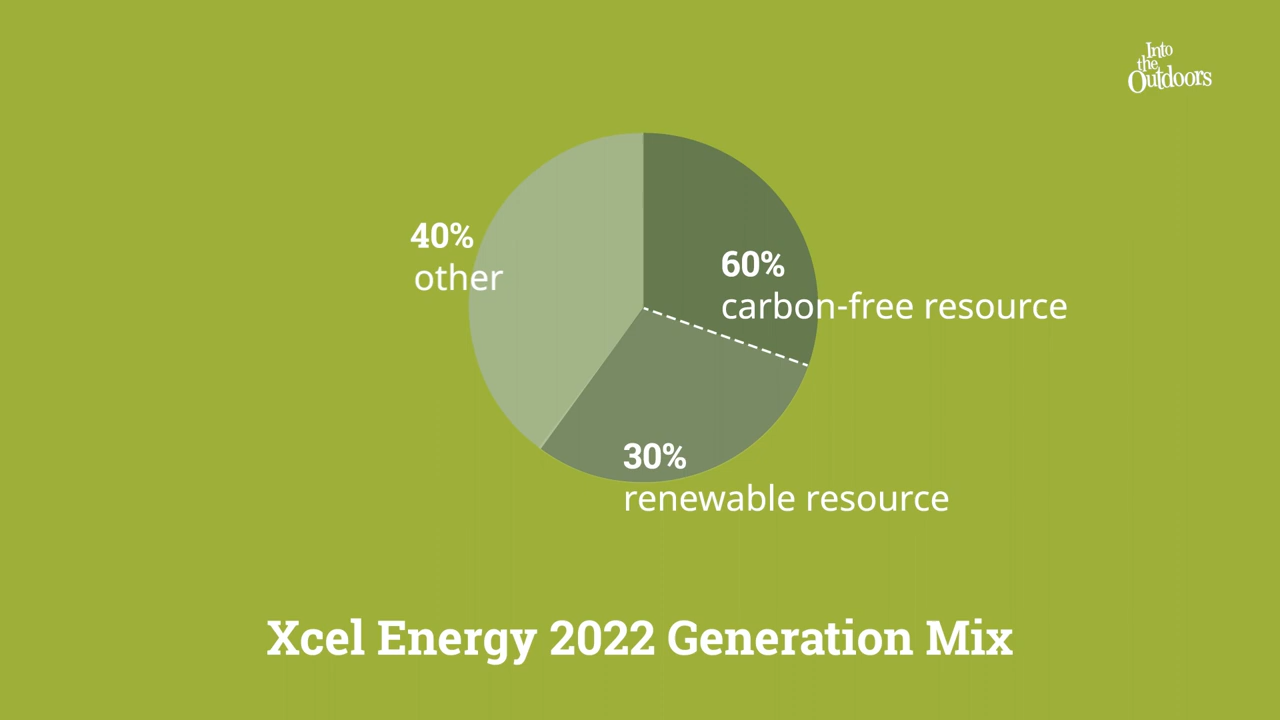 Into
the
Outdoors
40%
other
60%
carbon-free resource
30%
renewable resource
Xcel Energy 2022 Generation Mix